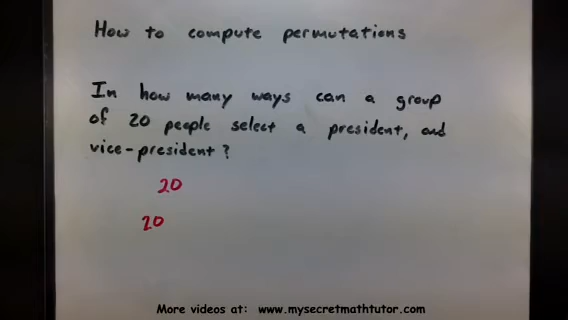 How to compute permutations
In how many ways can a group
of 20 people select a president, and
vice-president?
20
20
More videos at: www.mysecretmathtutor.com